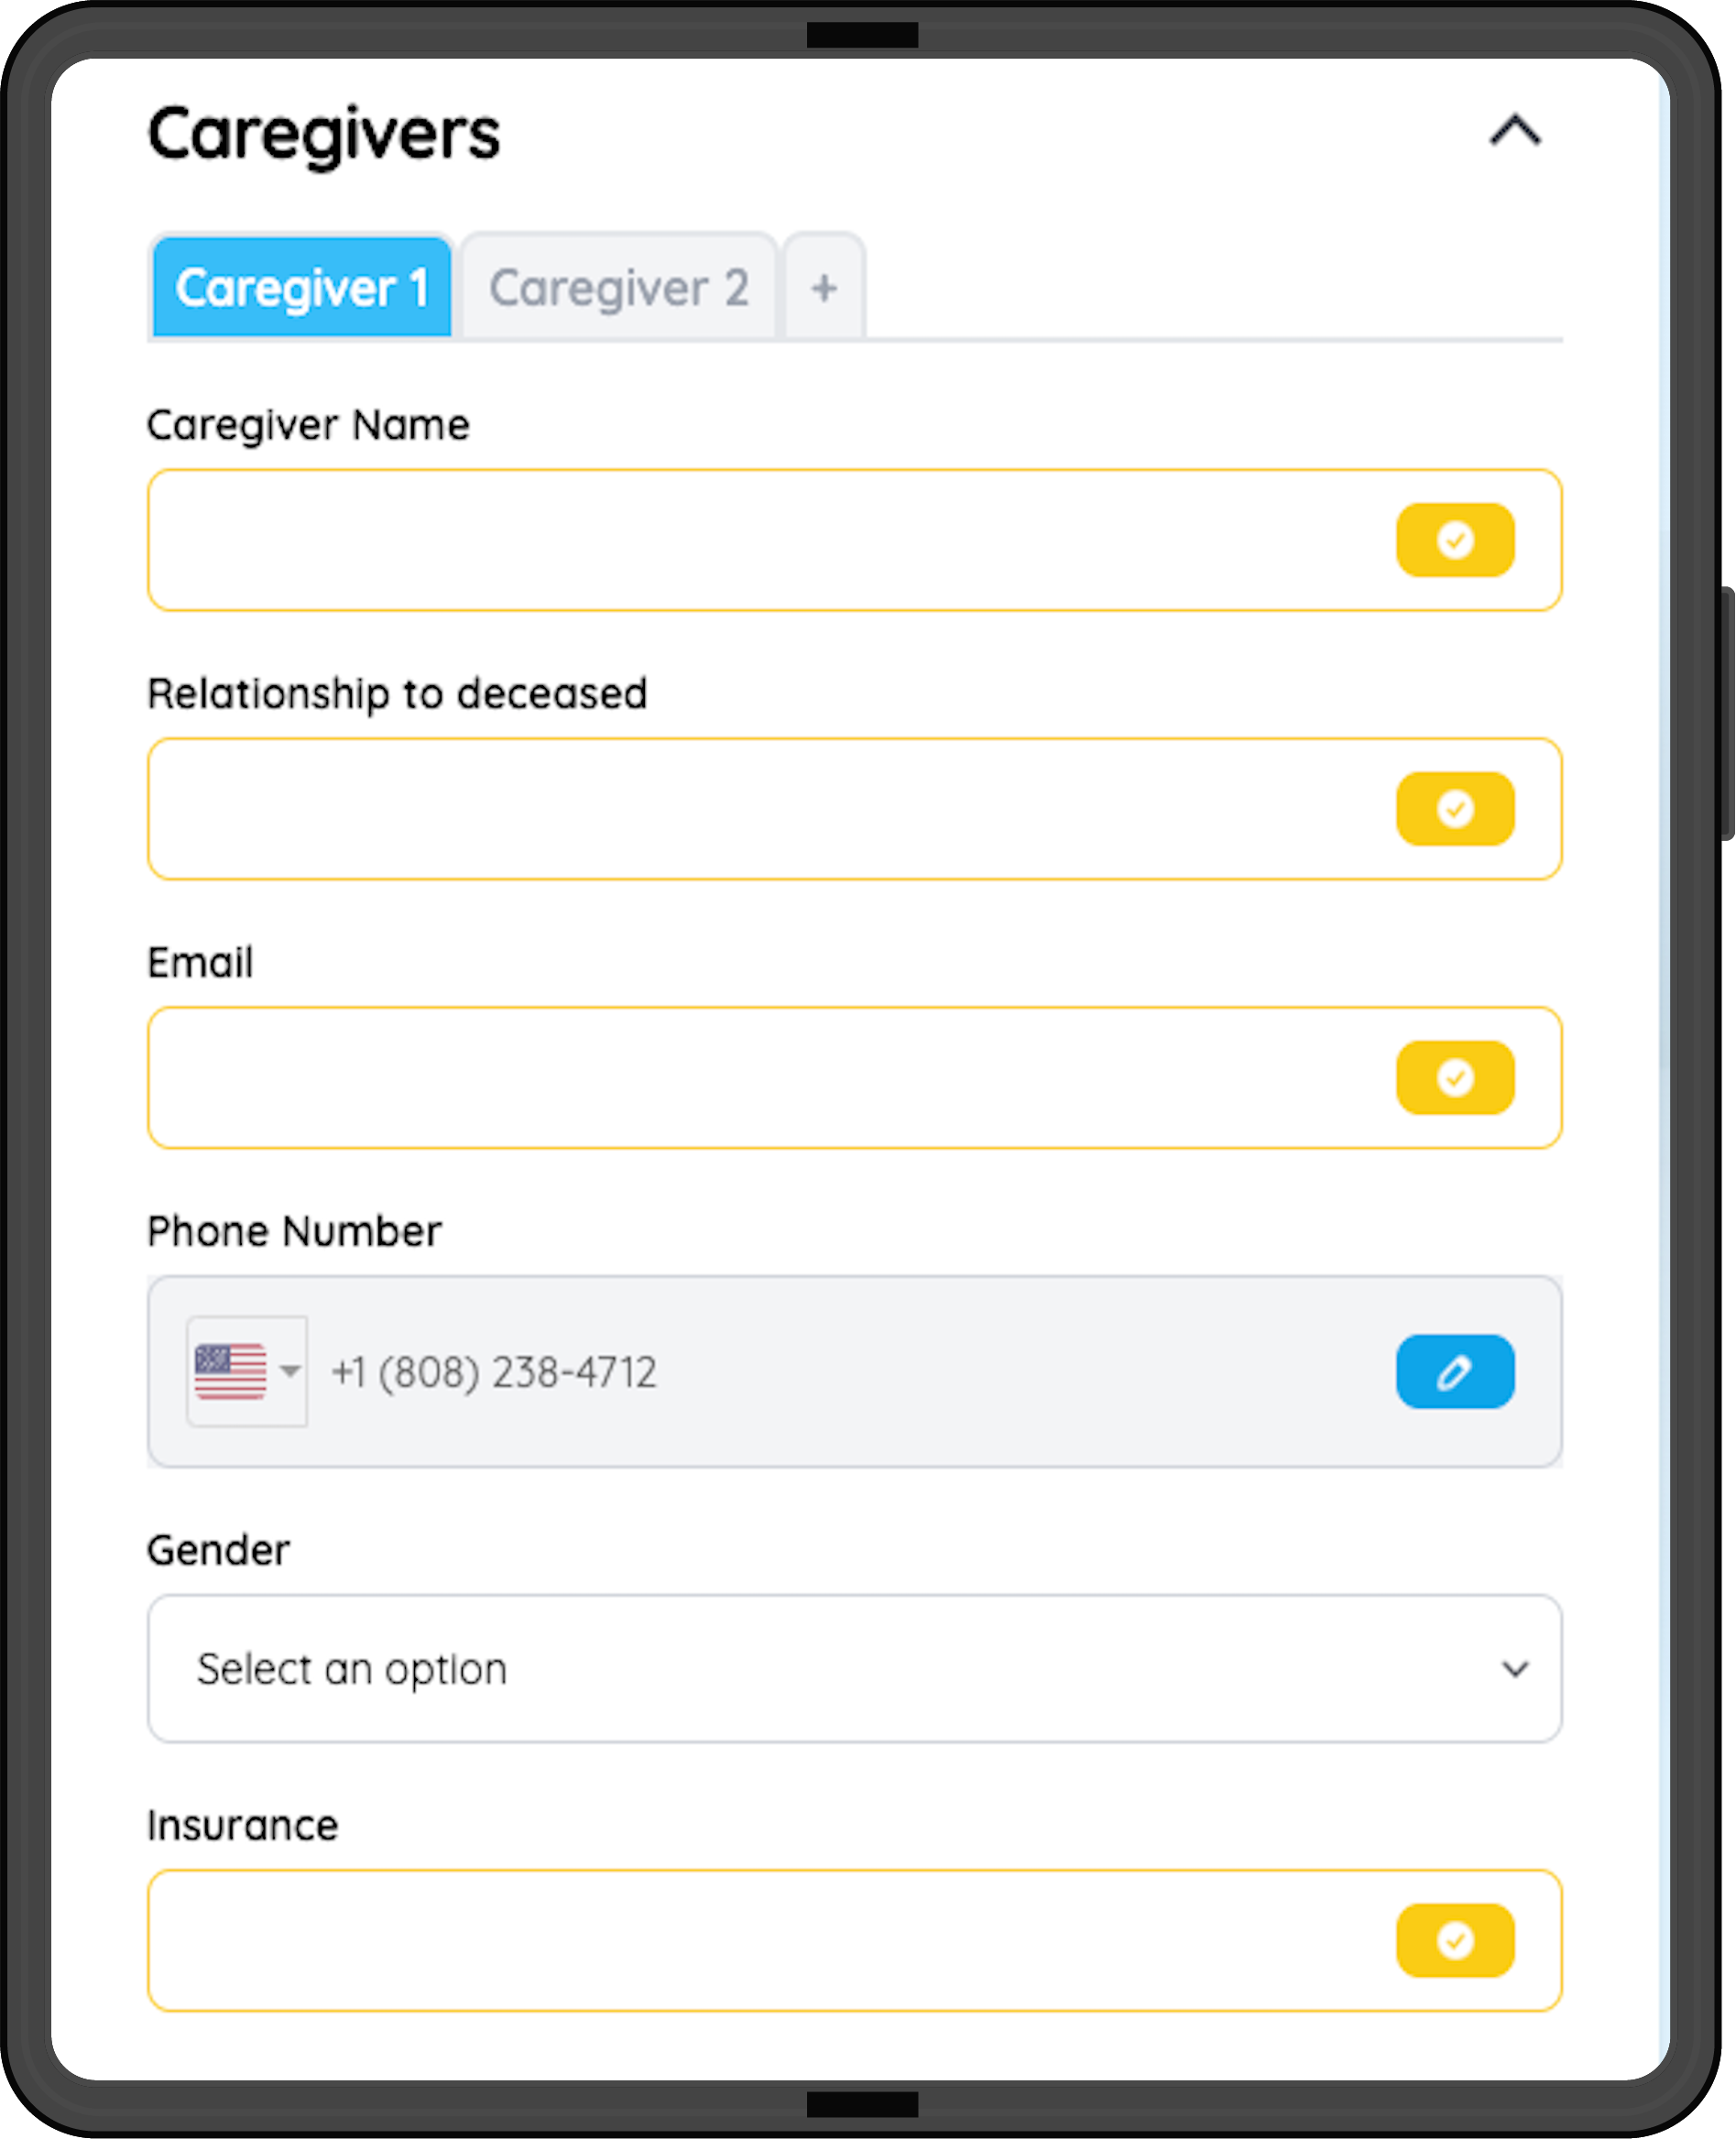 Caregivers
Caregiver 1 Caregiver 2 +
Caregiver Name
Relationship to deceased
Email
Phone Number
+1 (808) 238-4712
Gender
Select an option
Insurance